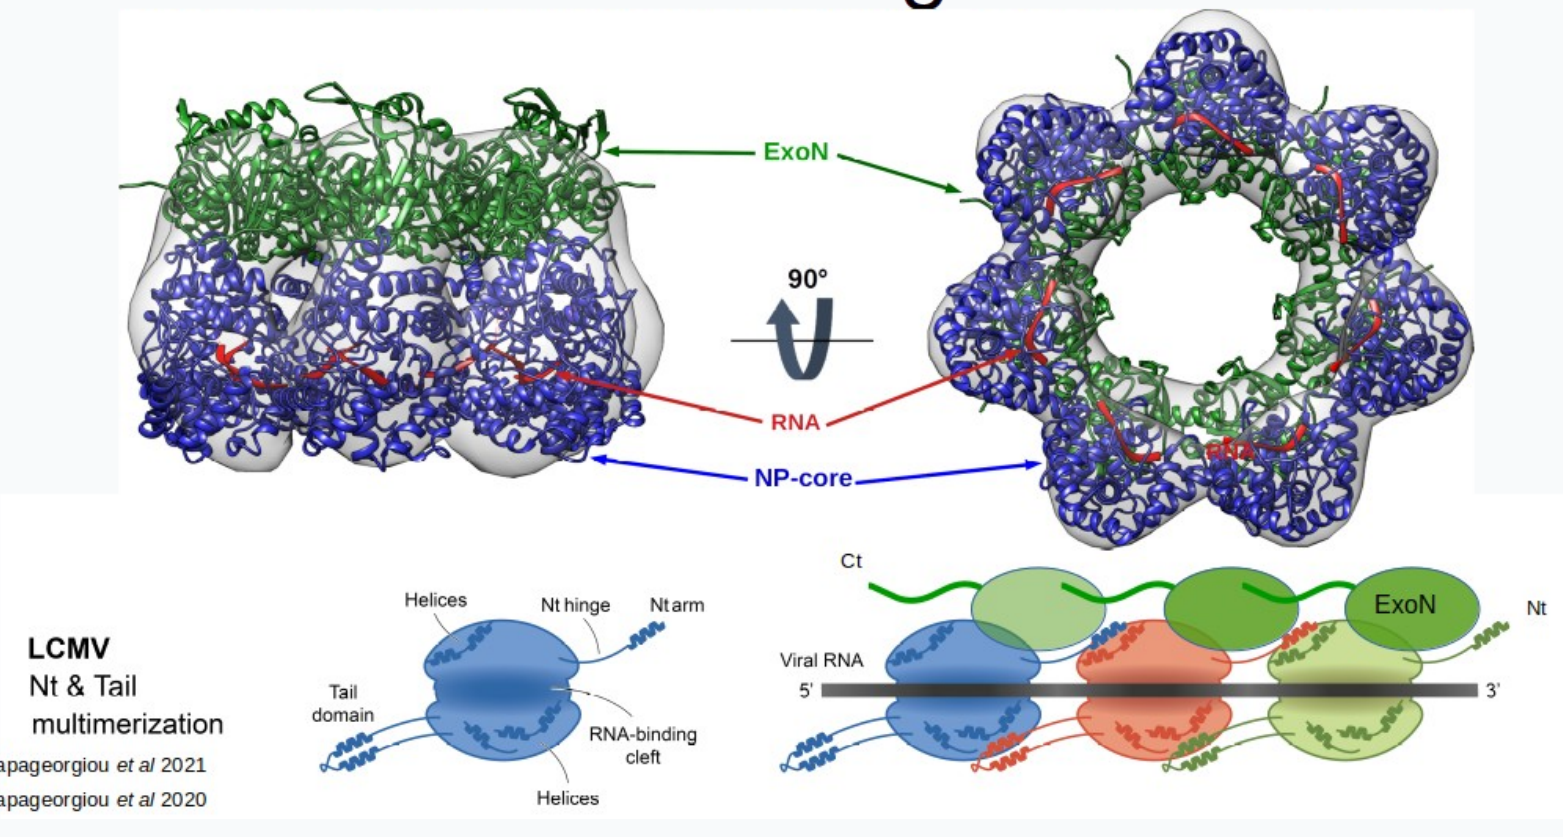 ExoN
90°
RNA
NP-core
RNA
LCMV
Nt & Tail
multimerization
apageorgiou et al 2021
apageorgiou et al 2020
Helices
Nt hinge
Nt arm
Tail
domain
RNA-binding
cleft
Helices
Ct
ExoN
Nt
Viral RNA
5'
3'